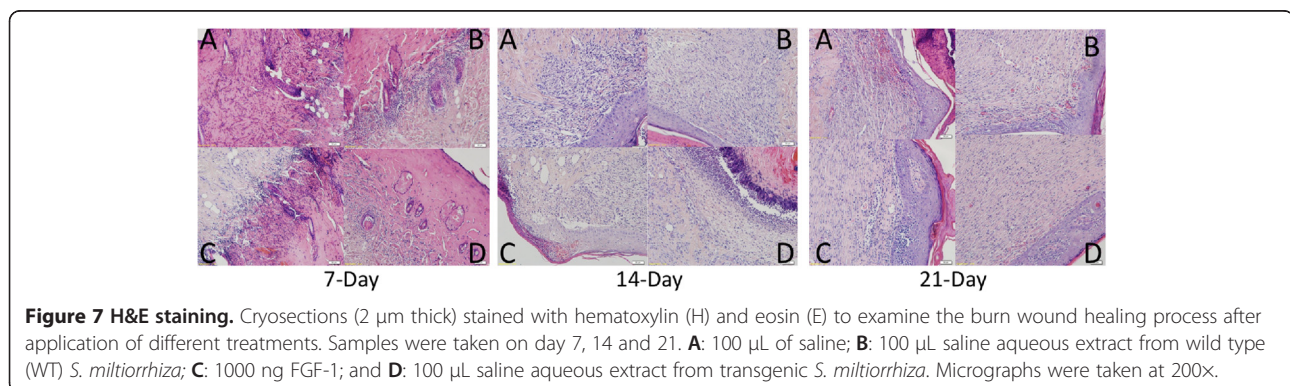 A B A B A B
C D C D C D
7-Day 14-Day 21-Day
Figure 7 H&E staining. Cryosections (2 μm thick) stained with hematoxylin (H) and eosin (E) to examine the burn wound healing process after
application of different treatments. Samples were taken on day 7, 14 and 21. A: 100 μL of saline; B: 100 μL saline aqueous extract from wild type
(WT) S. miltiorrhiza; C: 1000 ng FGF-1; and D: 100 μL saline aqueous extract from transgenic S. miltiorrhiza. Micrographs were taken at 200×.